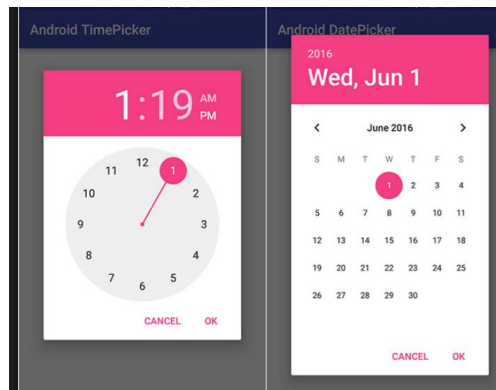 Android TimePicker
1:19 AM
PM
12
11 1
10 2
9 3
8 4
7 5
6
CANCEL OK
Android DatePicker
2016
Wed, Jun 1
< June 2016 >
S M T W T F S
1 2 3 4
5 6 7 8 9 10 11
12 13 14 15 16 17 18
19 20 21 22 23 24 25
26 27 28 29 30
CANCEL OK